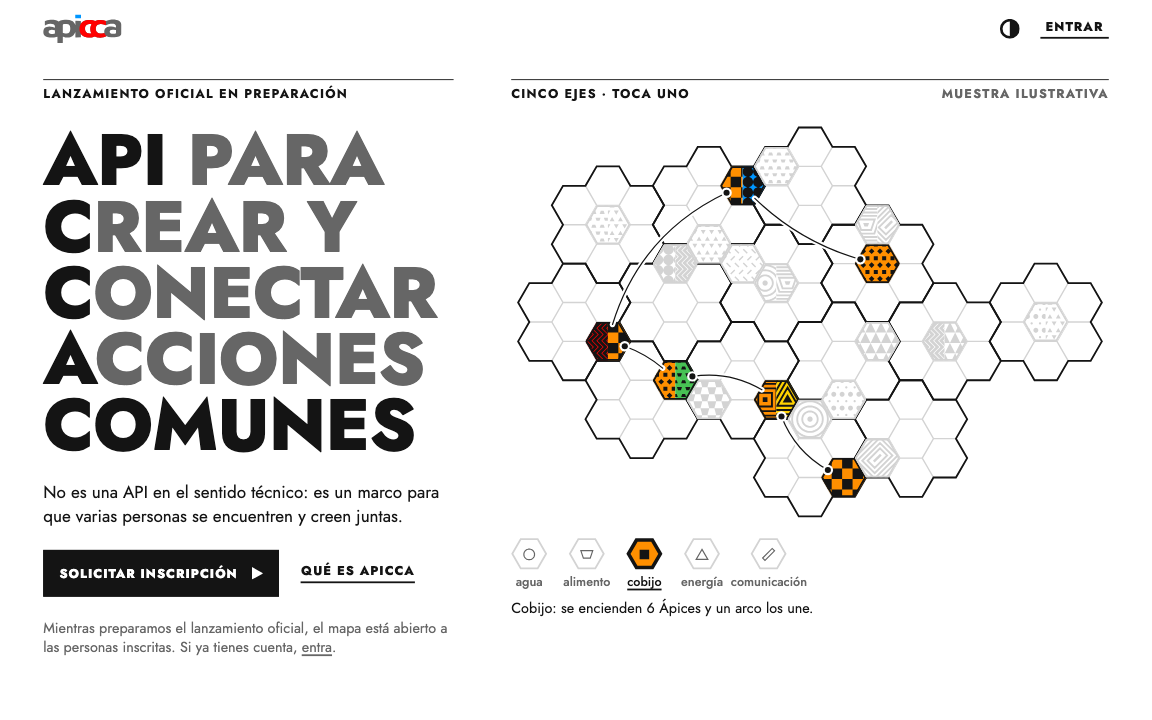 apicca
ENTRAR
LANZAMIENTO OFICIAL EN PREPARACIÓN
API PARA
CREAR Y
CONECTAR
ACCIONES
COMUNES
No es una API en el sentido técnico: es un marco para
que varias personas se encuentren y creen juntas.
SOLICITAR INSCRIPCIÓN
QUÉ ES APICCA
Mientras preparamos el lanzamiento oficial, el mapa está abierto a
las personas inscritas. Si ya tienes cuenta, entra.
CINCO EJES · TOCA UNO
MUESTRA ILUSTRATIVA
agua
alimento
cobijo
energía
comunicación
Cobijo: se encienden 6 Ápices y un arco los une.